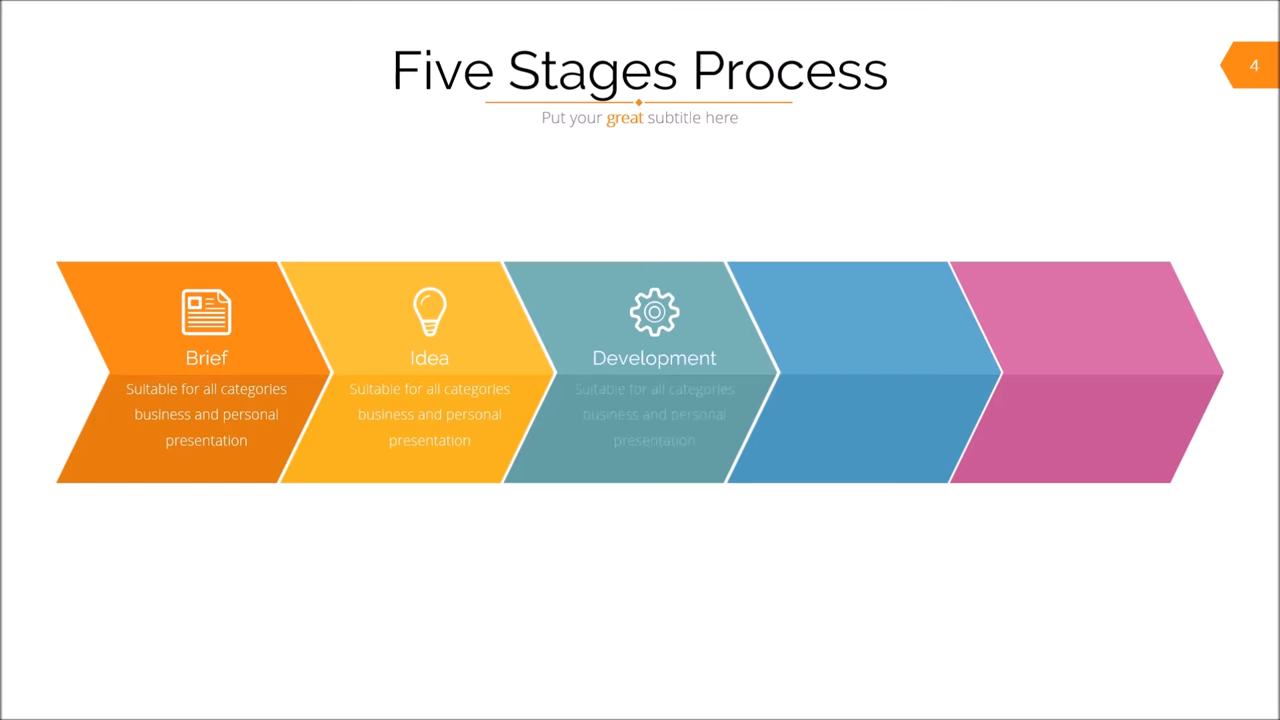 Five Stages Process
4
Put your great subtitle here
Brief
Suitable for all categories
business and personal
presentation
Idea
Suitable for all categories
business and personal
presentation
Development
Suitable for all categories
business and personal
presentation